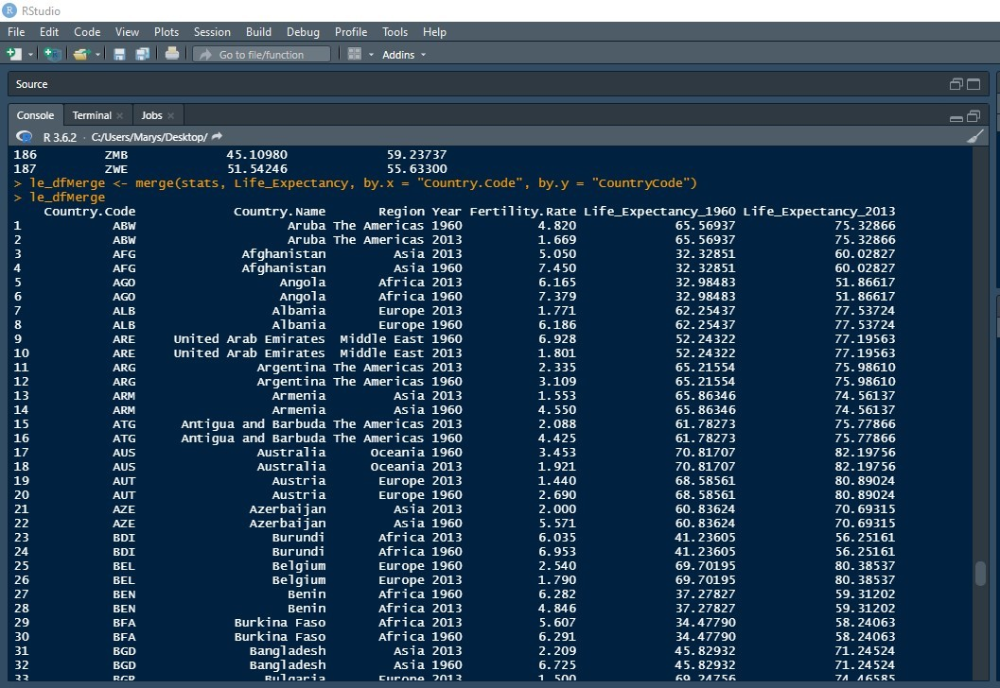 RStudio
File Edit Code View Plots Session Build Debug Profile Tools Help
Go to file/function Addins
Source
Console Terminal Jobs
R 3.6.2 · C:/Users/Marys/Desktop/
186 ZMB 45.10980 59.23737
187 ZWE 51.54246 55.63300
> le_dfMerge <- merge(stats, Life_Expectancy, by.x = "Country.Code", by.y = "CountryCode")
> le_dfMerge
Country.Code Country.Name Region Year Fertility.Rate Life_Expectancy_1960 Life_Expectancy_2013
1 ABW Aruba The Americas 1960 4.820 65.56937 75.32866
2 ABW Aruba The Americas 2013 1.669 65.56937 75.32866
3 AFG Afghanistan Asia 2013 5.050 32.32851 60.02827
4 AFG Afghanistan Asia 1960 7.450 32.32851 60.02827
5 AGO Angola Africa 2013 6.165 32.98483 51.86617
6 AGO Angola Africa 1960 7.379 32.98483 51.86617
7 ALB Albania Europe 2013 1.771 62.25437 77.53724
8 ALB Albania Europe 1960 6.186 62.25437 77.53724
9 ARE United Arab Emirates Middle East 1960 6.928 52.24322 77.19563
10 ARE United Arab Emirates Middle East 2013 1.801 52.24322 77.19563
11 ARG Argentina The Americas 2013 2.335 65.21554 75.98610
12 ARG Argentina The Americas 1960 3.109 65.21554 75.98610
13 ARM Armenia Asia 2013 1.553 65.86346 74.56137
14 ARM Armenia Asia 1960 4.550 65.86346 74.56137
15 ATG Antigua and Barbuda The Americas 2013 2.088 61.78273 75.77866
16 ATG Antigua and Barbuda The Americas 1960 4.425 61.78273 75.77866
17 AUS Australia Oceania 1960 3.453 70.81707 82.19756
18 AUS Australia Oceania 2013 1.921 70.81707 82.19756
19 AUT Austria Europe 2013 1.440 68.58561 80.89024
20 AUT Austria Europe 1960 2.690 68.58561 80.89024
21 AZE Azerbaijan Asia 2013 2.000 60.83624 70.69315
22 AZE Azerbaijan Asia 1960 5.571 60.83624 70.69315
23 BDI Burundi Africa 2013 6.035 41.23605 56.25161
24 BDI Burundi Africa 1960 6.953 41.23605 56.25161
25 BEL Belgium Europe 1960 2.540 69.70195 80.38537
26 BEL Belgium Europe 2013 1.790 69.70195 80.38537
27 BEN Benin Africa 1960 6.282 37.27827 59.31202
28 BEN Benin Africa 2013 4.846 37.27827 59.31202
29 BFA Burkina Faso Africa 2013 5.607 34.47790 58.24063
30 BFA Burkina Faso Africa 1960 6.291 34.47790 58.24063
31 BGD Bangladesh Asia 2013 2.209 45.82932 71.24524
32 BGD Bangladesh Asia 1960 6.725 45.82932 71.24524
33 BGR Bulgaria Europe 2013 1.500 69.24756 74.46585